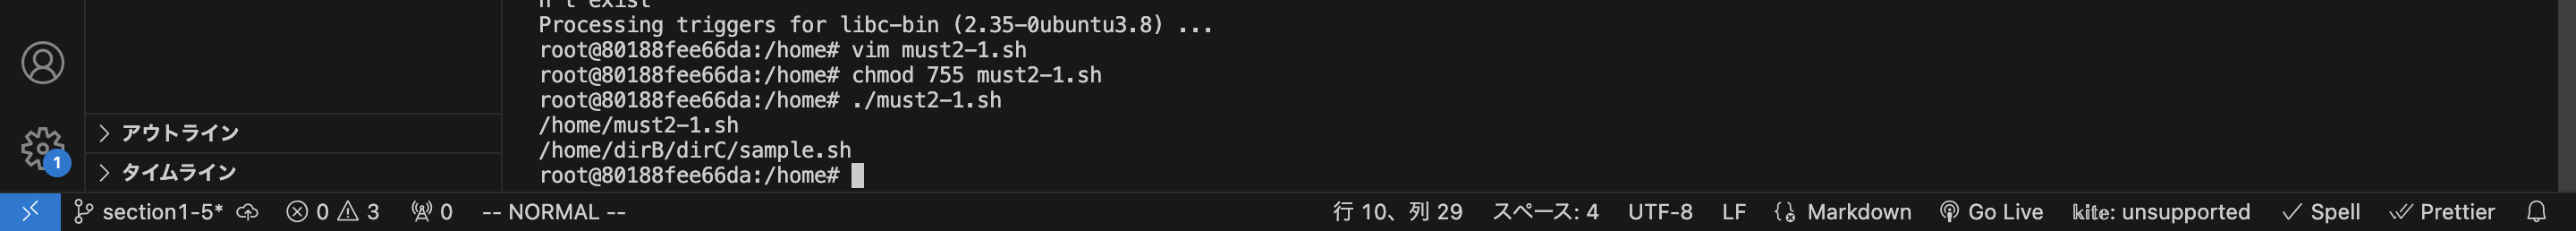 n't exist
Processing triggers for libc-bin (2.35-0ubuntu3.8) ...
root@80188fee66da:/home# vim must2-1.sh
root@80188fee66da:/home# chmod 755 must2-1.sh
root@80188fee66da:/home# ./must2-1.sh
/home/must2-1.sh
/home/dirB/dirC/sample.sh
root@80188fee66da:/home#
アウトライン
タイムライン
1
section1-5* 0 3 0 -- NORMAL -- 行 10、列 29 スペース: 4 UTF-8 LF Markdown Go Live kite: unsupported Spell Prettier